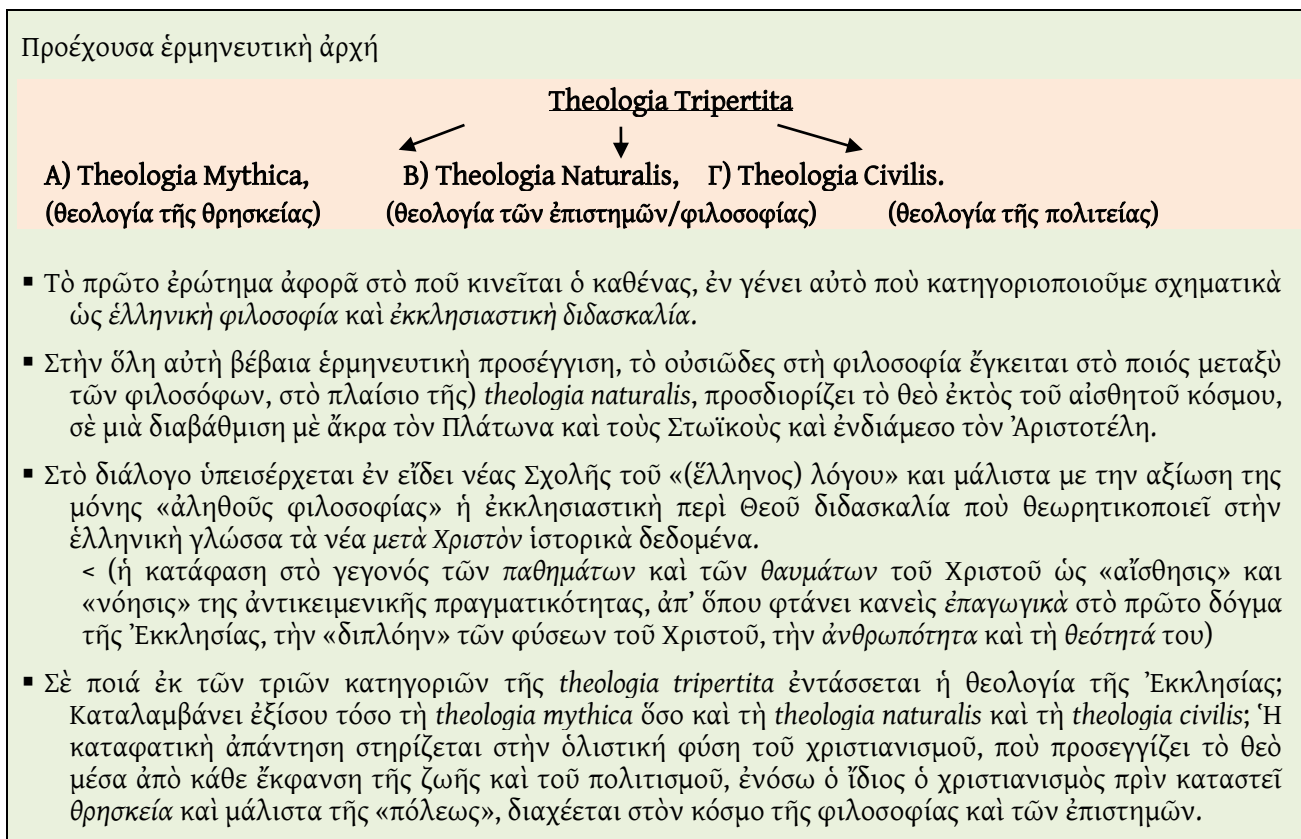 Προέχουσα ἑρμηνευτικὴ ἀρχή
Theologia Tripertita
Α) Theologia Mythica, Β) Theologia Naturalis, Γ) Theologia Civilis.
(θεολογία τῆς θρησκείας) (θεολογία τῶν ἐπιστημῶν/φιλοσοφίας) (θεολογία τῆς πολιτείας)
▪ Τὸ πρῶτο ἐρώτημα ἀφορᾶ στὸ ποῦ κινεῖται ὁ καθένας, ἐν γένει αὐτὸ ποὺ κατηγοριοποιοῦμε σχηματικὰ
ὡς ἑλληνικὴ φιλοσοφία καὶ ἐκκλησιαστικὴ διδασκαλία.
▪ Στὴν ὅλη αὐτὴ βέβαια ἑρμηνευτικὴ προσέγγιση, τὸ οὐσιῶδες στὴ φιλοσοφία ἔγκειται στὸ ποιός μεταξὺ
τῶν φιλοσόφων, στὸ πλαίσιο τῆς) theologia naturalis, προσδιορίζει τὸ θεὸ ἐκτὸς τοῦ αἰσθητοῦ κόσμου,
σὲ μιὰ διαβάθμιση μὲ ἄκρα τὸν Πλάτωνα καὶ τοὺς Στωϊκοὺς καὶ ἐνδιάμεσο τὸν Ἀριστοτέλη.
▪ Στὸ διάλογο ὑπεισέρχεται ἐν εἴδει νέας Σχολῆς τοῦ «(ἕλληνος) λόγου» και μάλιστα με την αξίωση της
μόνης «ἀληθοῦς φιλοσοφίας» ἡ ἐκκλησιαστικὴ περὶ Θεοῦ διδασκαλία ποὺ θεωρητικοποιεῖ στὴν
ἑλληνικὴ γλώσσα τὰ νέα μετὰ Χριστὸν ἱστορικὰ δεδομένα.
< (ἡ κατάφαση στὸ γεγονός τῶν παθημάτων καὶ τῶν θαυμάτων τοῦ Χριστοῦ ὡς «αἴσθησις» και
«νόησις» της ἀντικειμενικῆς πραγματικότητας, ἀπ’ ὅπου φτάνει κανεὶς ἐπαγωγικὰ στὸ πρῶτο δόγμα
τῆς Ἐκκλησίας, τὴν «διπλόην» τῶν φύσεων τοῦ Χριστοῦ, τὴν ἀνθρωπότητα καὶ τὴ θεότητά του)
▪ Σὲ ποιά ἐκ τῶν τριῶν κατηγοριῶν τῆς theologia tripertita ἐντάσσεται ἡ θεολογία τῆς Ἐκκλησίας;
Καταλαμβάνει ἐξίσου τόσο τὴ theologia mythica ὅσο καὶ τὴ theologia naturalis καὶ τὴ theologia civilis; Ἡ
καταφατικὴ ἀπάντηση στηρίζεται στὴν ὁλιστική φύση τοῦ χριστιανισμοῦ, ποὺ προσεγγίζει τὸ θεὸ
μέσα ἀπὸ κάθε ἔκφανση τῆς ζωῆς καὶ τοῦ πολιτισμοῦ, ἐνόσω ὁ ἴδιος ὁ χριστιανισμὸς πρὶν καταστεῖ
θρησκεία καὶ μάλιστα τῆς «πόλεως», διαχέεται στὸν κόσμο τῆς φιλοσοφίας καὶ τῶν ἐπιστημῶν.